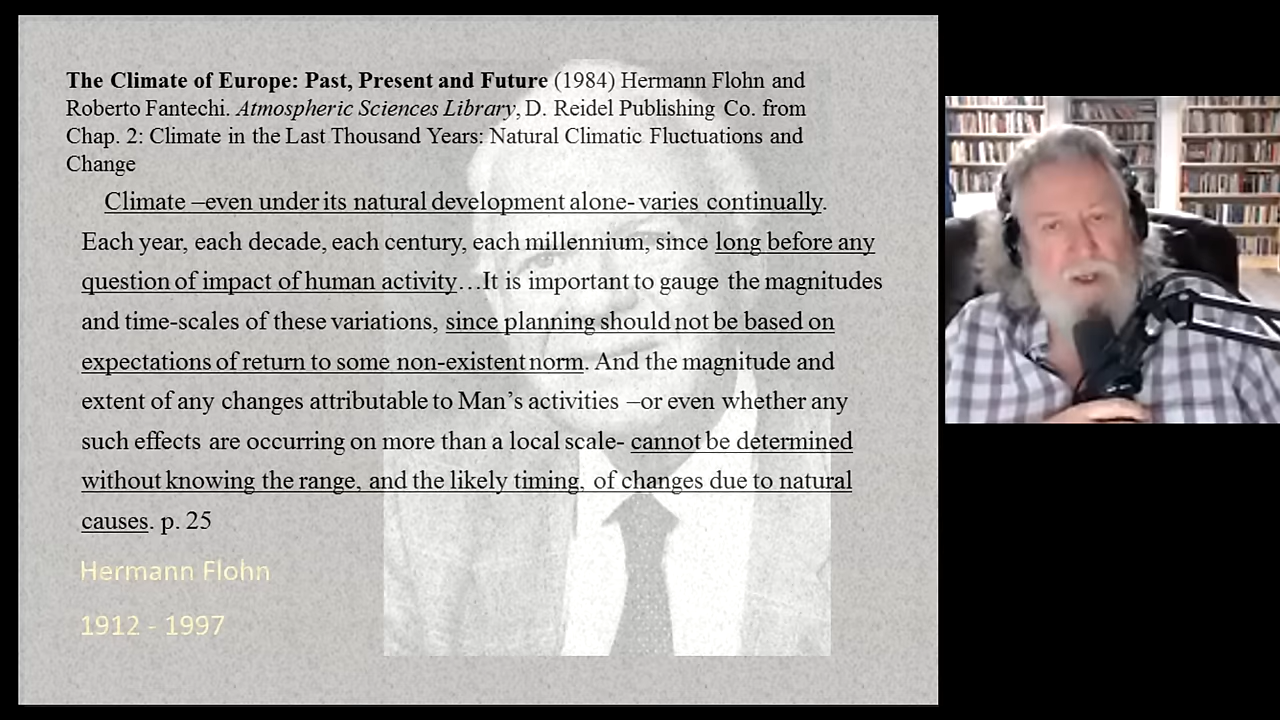 The Climate of Europe: Past, Present and Future (1984) Hermann Flohn and
Roberto Fantechi. Atmospheric Sciences Library, D. Reidel Publishing Co. from
Chap. 2: Climate in the Last Thousand Years: Natural Climatic Fluctuations and
Change
Climate –even under its natural development alone- varies continually.
Each year, each decade, each century, each millennium, since long before any
question of impact of human activity…It is important to gauge the magnitudes
and time-scales of these variations, since planning should not be based on
expectations of return to some non-existent norm. And the magnitude and
extent of any changes attributable to Man’s activities –or even whether any
such effects are occurring on more than a local scale- cannot be determined
without knowing the range, and the likely timing, of changes due to natural
causes. p. 25
Hermann Flohn
1912 - 1997